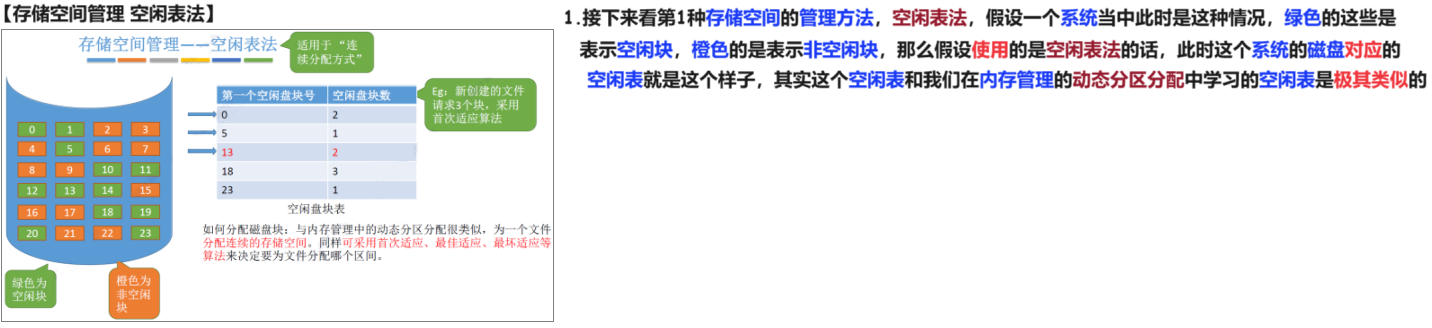 【存储空间管理 空闲表法】
存储空间管理——空闲表法
适用于“连
续分配方式”
第一个空闲盘块号 空闲盘块数
0 2
5 1
13 2
18 3
23 1
空闲盘块表
Eg：新创建的文件
请求3个块，采用
首次适应算法
0 1 2 3
4 5 6 7
8 9 10 11
12 13 14 15
16 17 18 19
20 21 22 23
绿色为
空闲块
橙色为
非空闲
块
如何分配磁盘块：与内存管理中的动态分区分配很类似，为一个文件
分配连续的存储空间。同样可采用首次适应、最佳适应、最坏适应等
算法来决定要为文件分配哪个区间。
1.接下来看第1种存储空间的管理方法，空闲表法，假设一个系统当中此时是这种情况，绿色的这些是
表示空闲块，橙色的是表示非空闲块，那么假设使用的是空闲表法的话，此时这个系统的磁盘对应的
空闲表就是这个样子，其实这个空闲表和我们在内存管理的动态分区分配中学习的空闲表是极其类似的